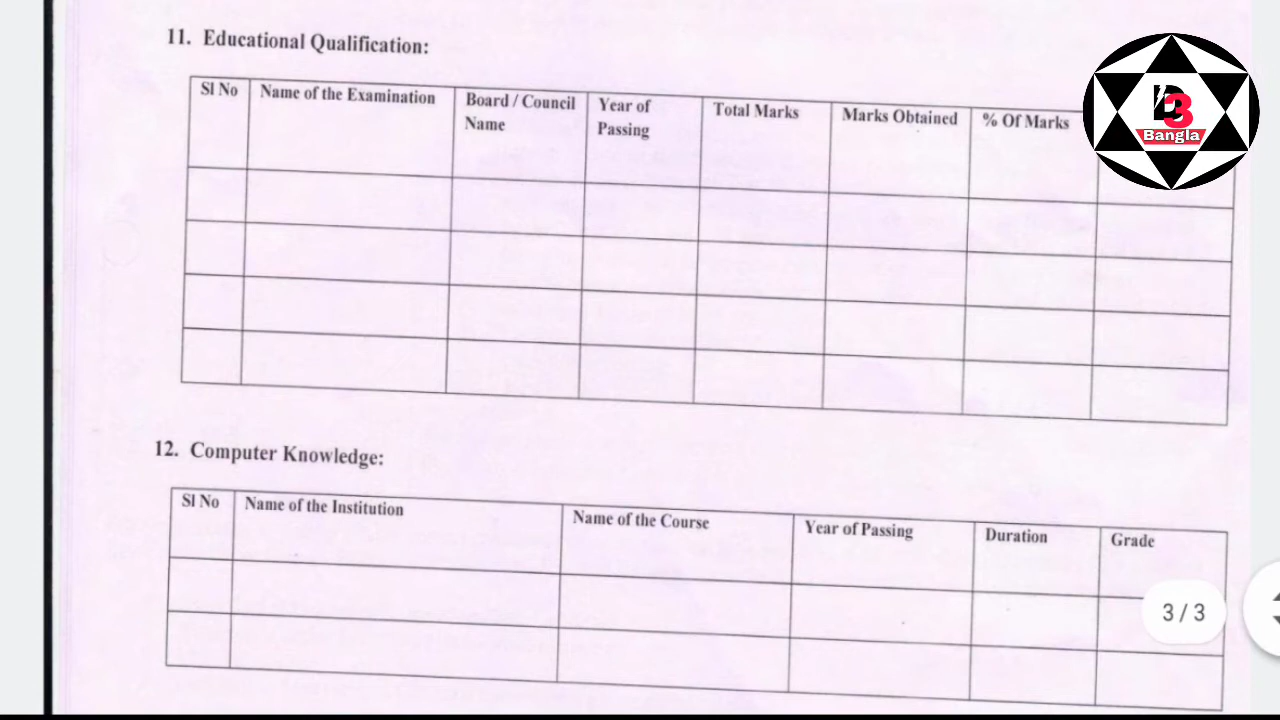 11. Educational Qualification:
Sl No Name of the Examination Board / Council Name Year of Passing Total Marks Marks Obtained % Of Marks
B3
Bangla
12. Computer Knowledge:
Sl No Name of the Institution Name of the Course Year of Passing Duration Grade
3 / 3